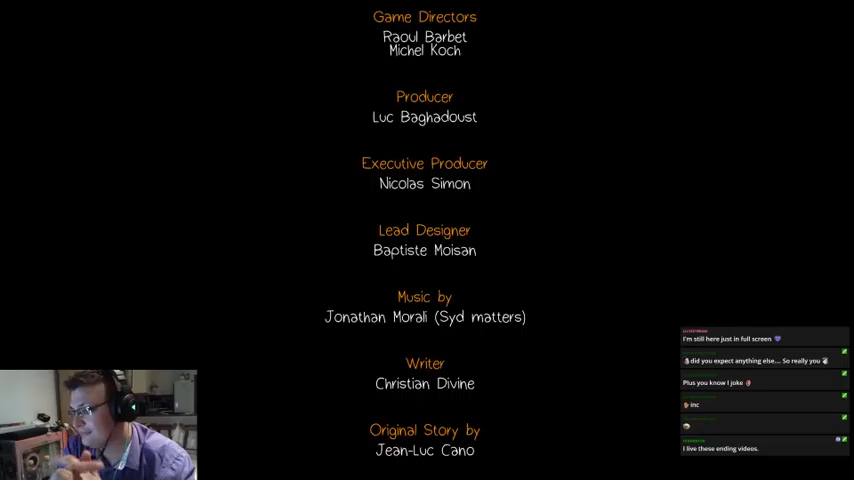 Game Directors
Raoul Barbet
Michel Koch
Producer
Luc Baghadoust
Executive Producer
Nicolas Simon
Lead Designer
Baptiste Moisan
Music by
Jonathan Morali (Syd matters)
Writer
Christian Divine
Original Story by
Jean-Luc Cano
I'm still here just in full screen 💜
did you expect anything else.... So really you
Plus you know I joke
inc
I live these ending videos.